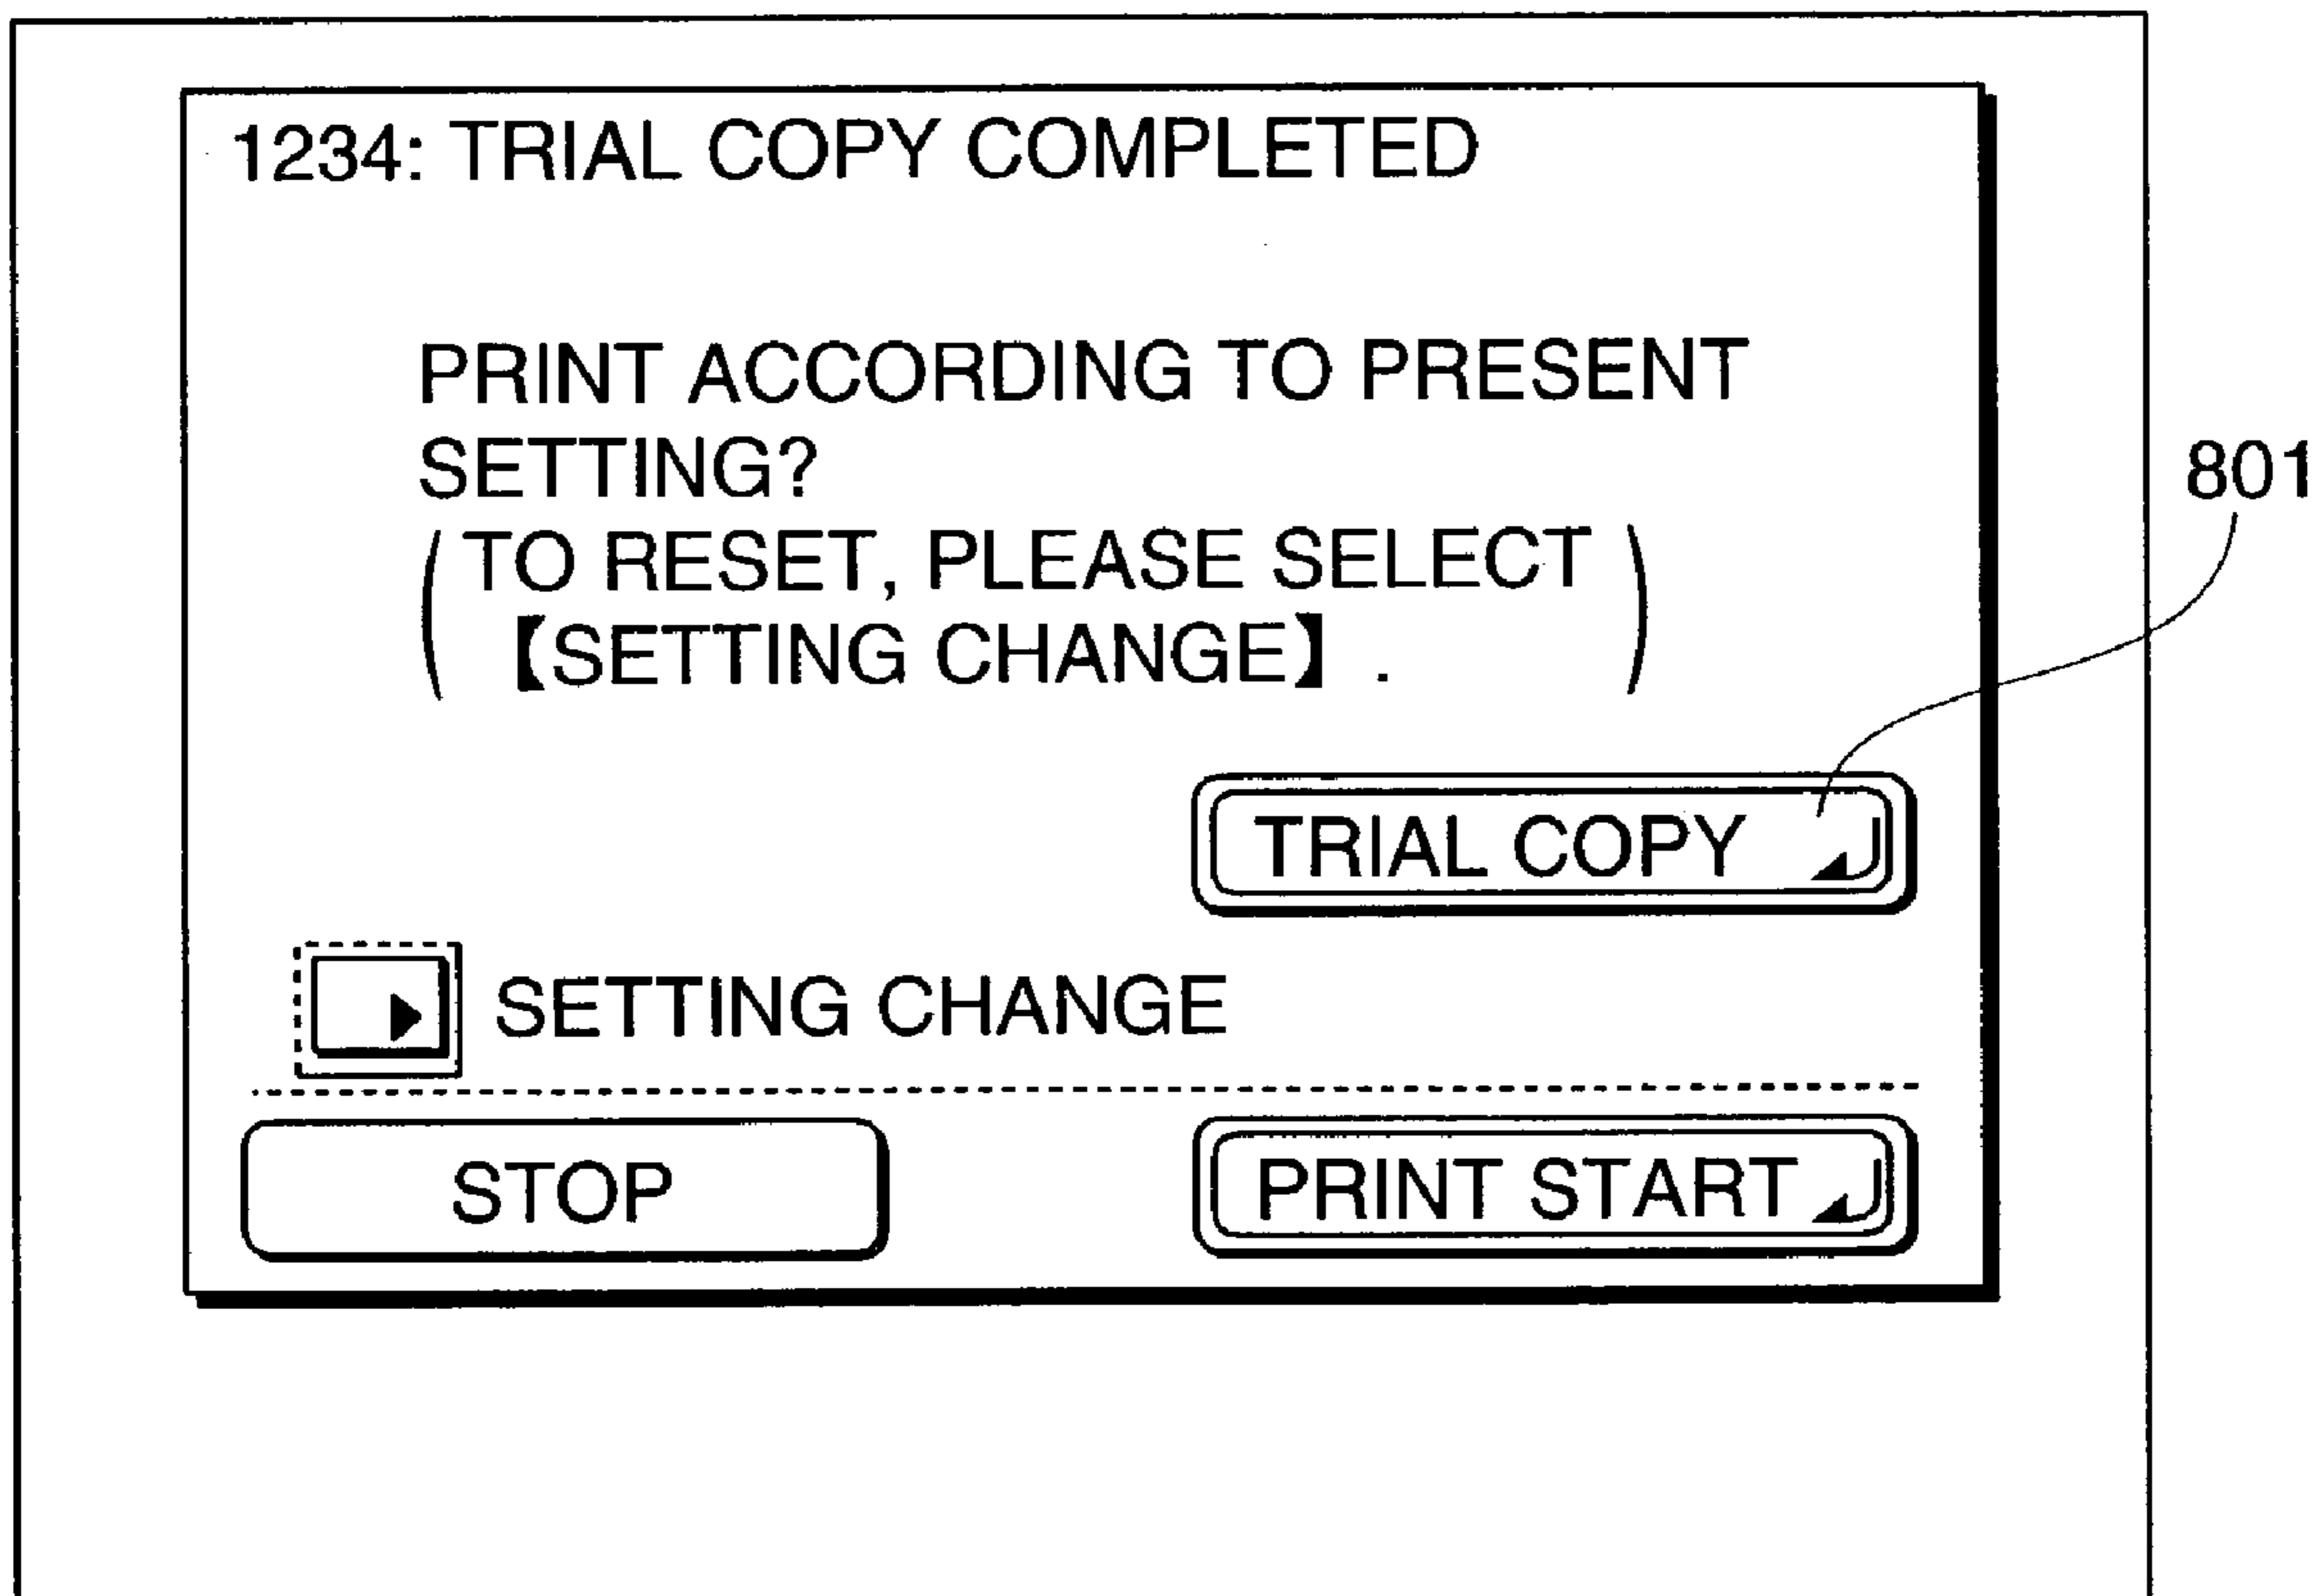 1234: TRIAL COPY COMPLETED
PRINT ACCORDING TO PRESENT
SETTING?
( TO RESET, PLEASE SELECT
【SETTING CHANGE】 . )
801
TRIAL COPY
SETTING CHANGE
STOP
PRINT START